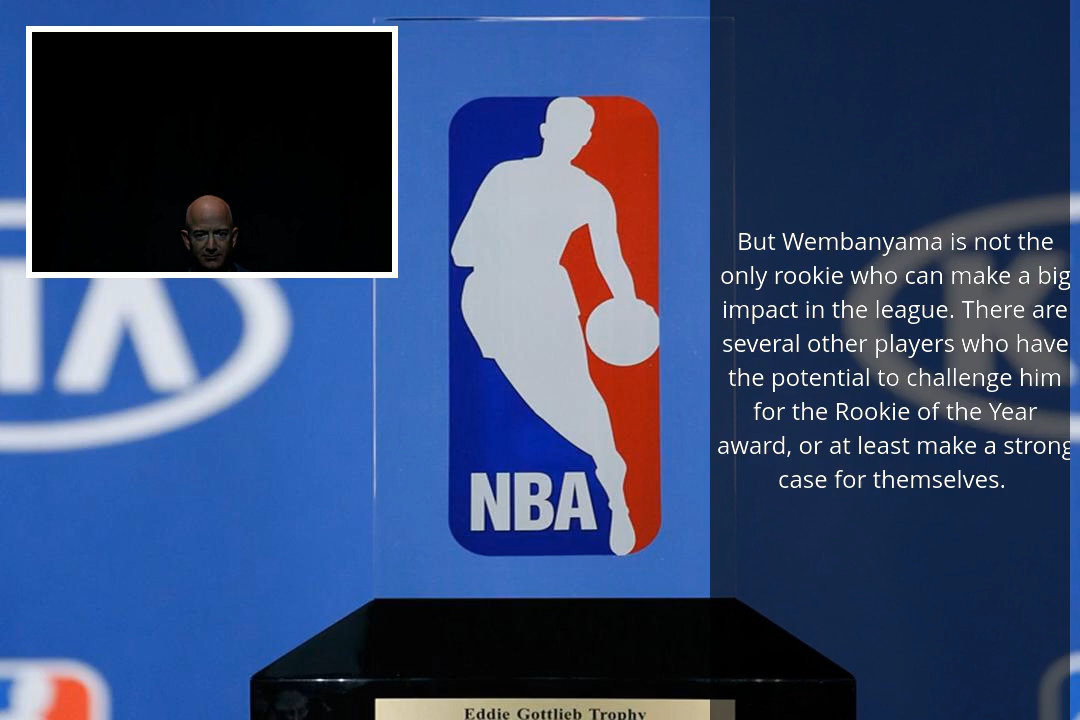 KIA
NBA
But Wembanyama is not the
only rookie who can make a big
impact in the league. There are
several other players who have
the potential to challenge him
for the Rookie of the Year
award, or at least make a strong
case for themselves.
Eddie Gottlieb Trophy